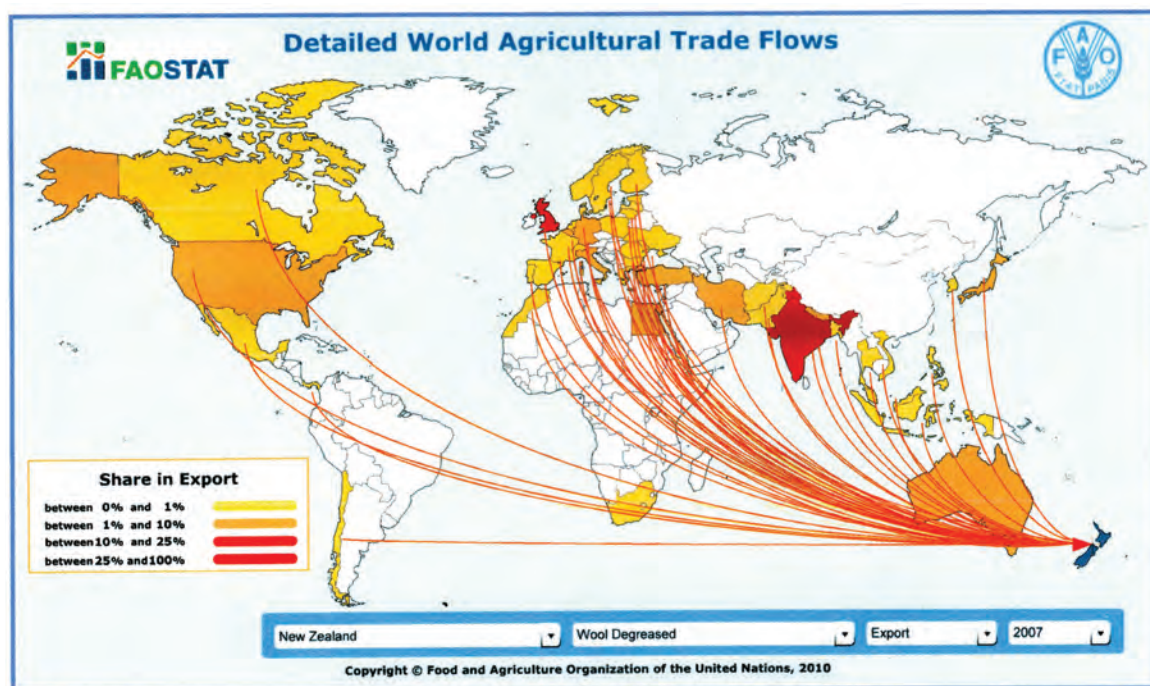 Detailed World Agricultural Trade Flows
FAOSTAT
F A O
FIAT PANIS
Share in Export
between 0% and 1%
between 1% and 10%
between 10% and 25%
between 25% and 100%
New Zealand
Wool Degreased
Export
2007
Copyright © Food and Agriculture Organization of the United Nations, 2010